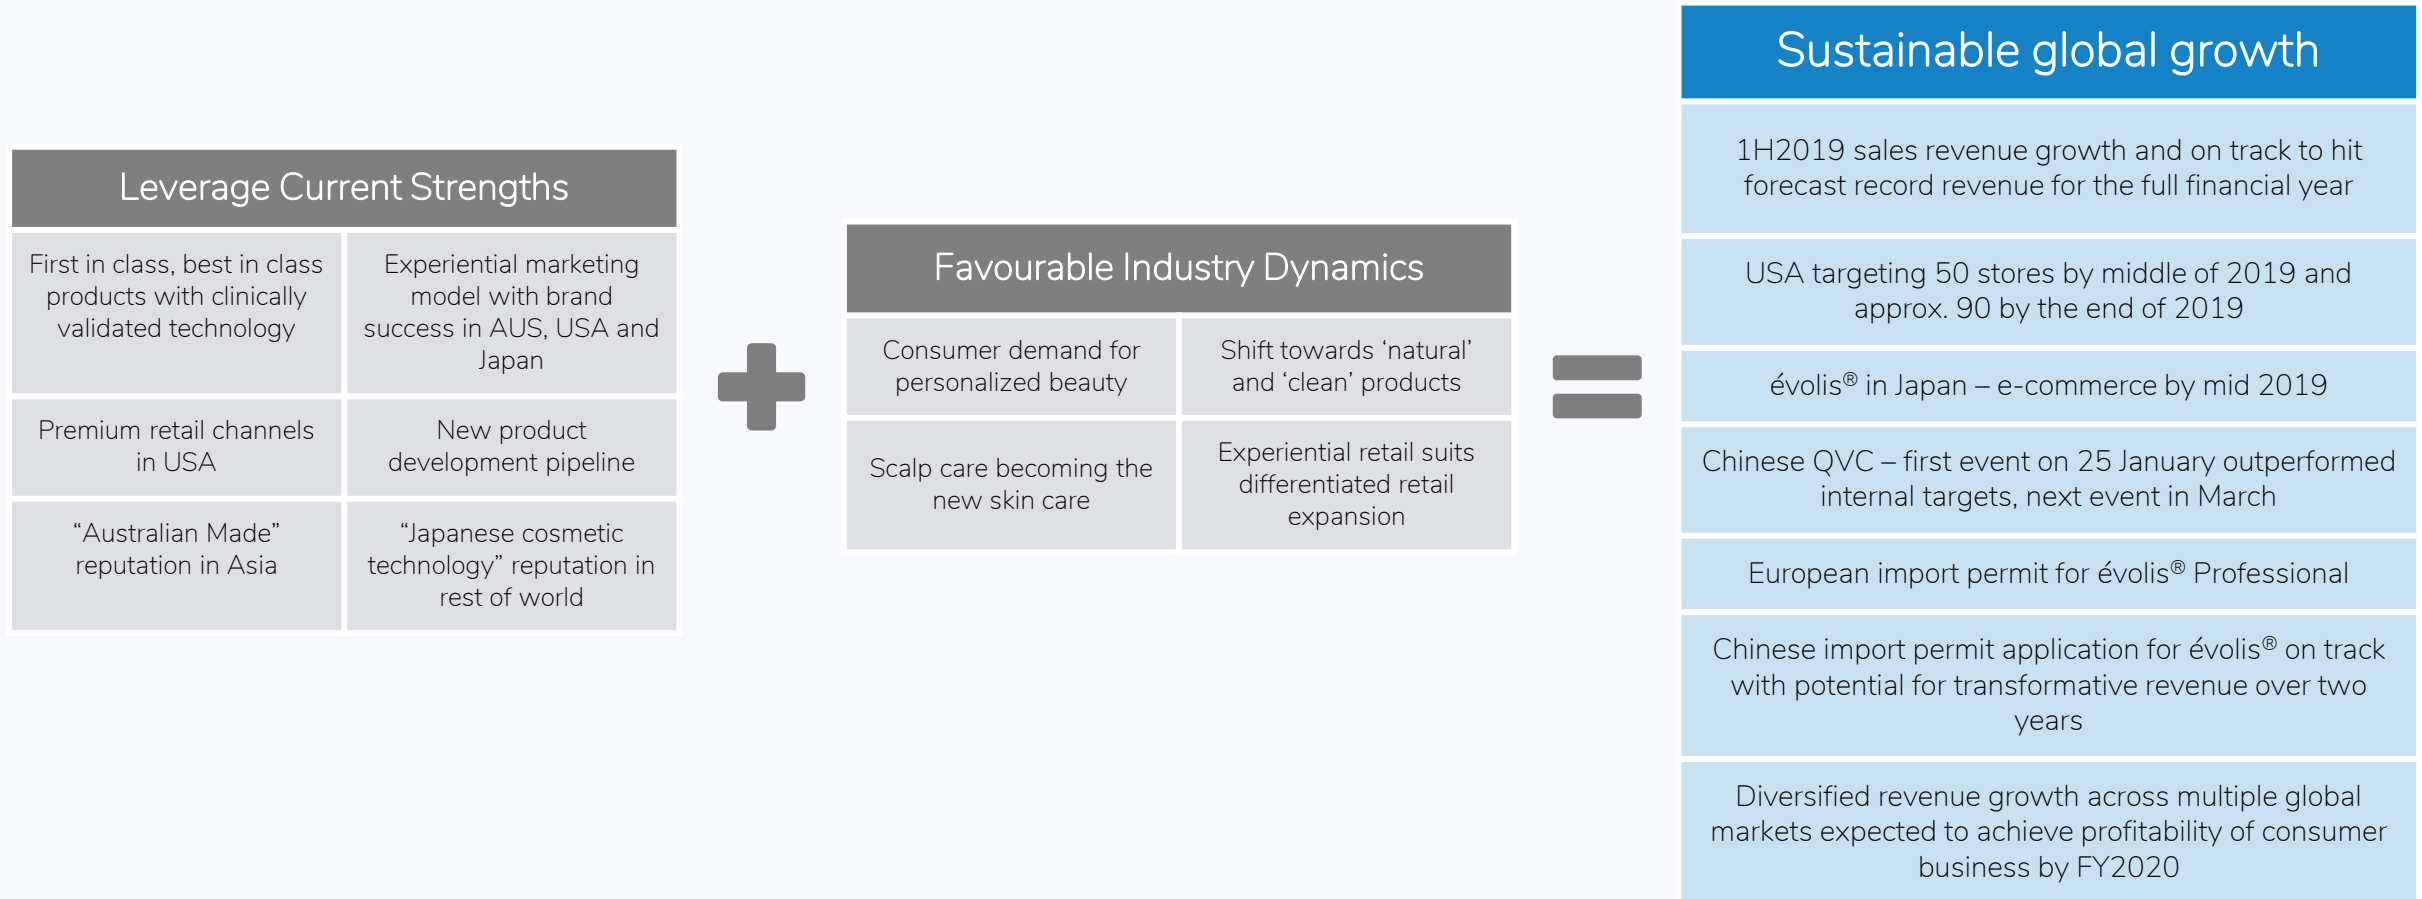 Leverage Current Strengths
First in class, best in class
products with clinically
validated technology
Experiential marketing
model with brand
success in AUS, USA and
Japan
Premium retail channels
in USA
New product
development pipeline
“Australian Made”
reputation in Asia
“Japanese cosmetic
technology” reputation in
rest of world
Favourable Industry Dynamics
Consumer demand for
personalized beauty
Shift towards ‘natural’
and ‘clean’ products
Scalp care becoming the
new skin care
Experiential retail suits
differentiated retail
expansion
Sustainable global growth
1H2019 sales revenue growth and on track to hit
forecast record revenue for the full financial year
USA targeting 50 stores by middle of 2019 and
approx. 90 by the end of 2019
évolis® in Japan – e-commerce by mid 2019
Chinese QVC – first event on 25 January outperformed
internal targets, next event in March
European import permit for évolis® Professional
Chinese import permit application for évolis® on track
with potential for transformative revenue over two
years
Diversified revenue growth across multiple global
markets expected to achieve profitability of consumer
business by FY2020